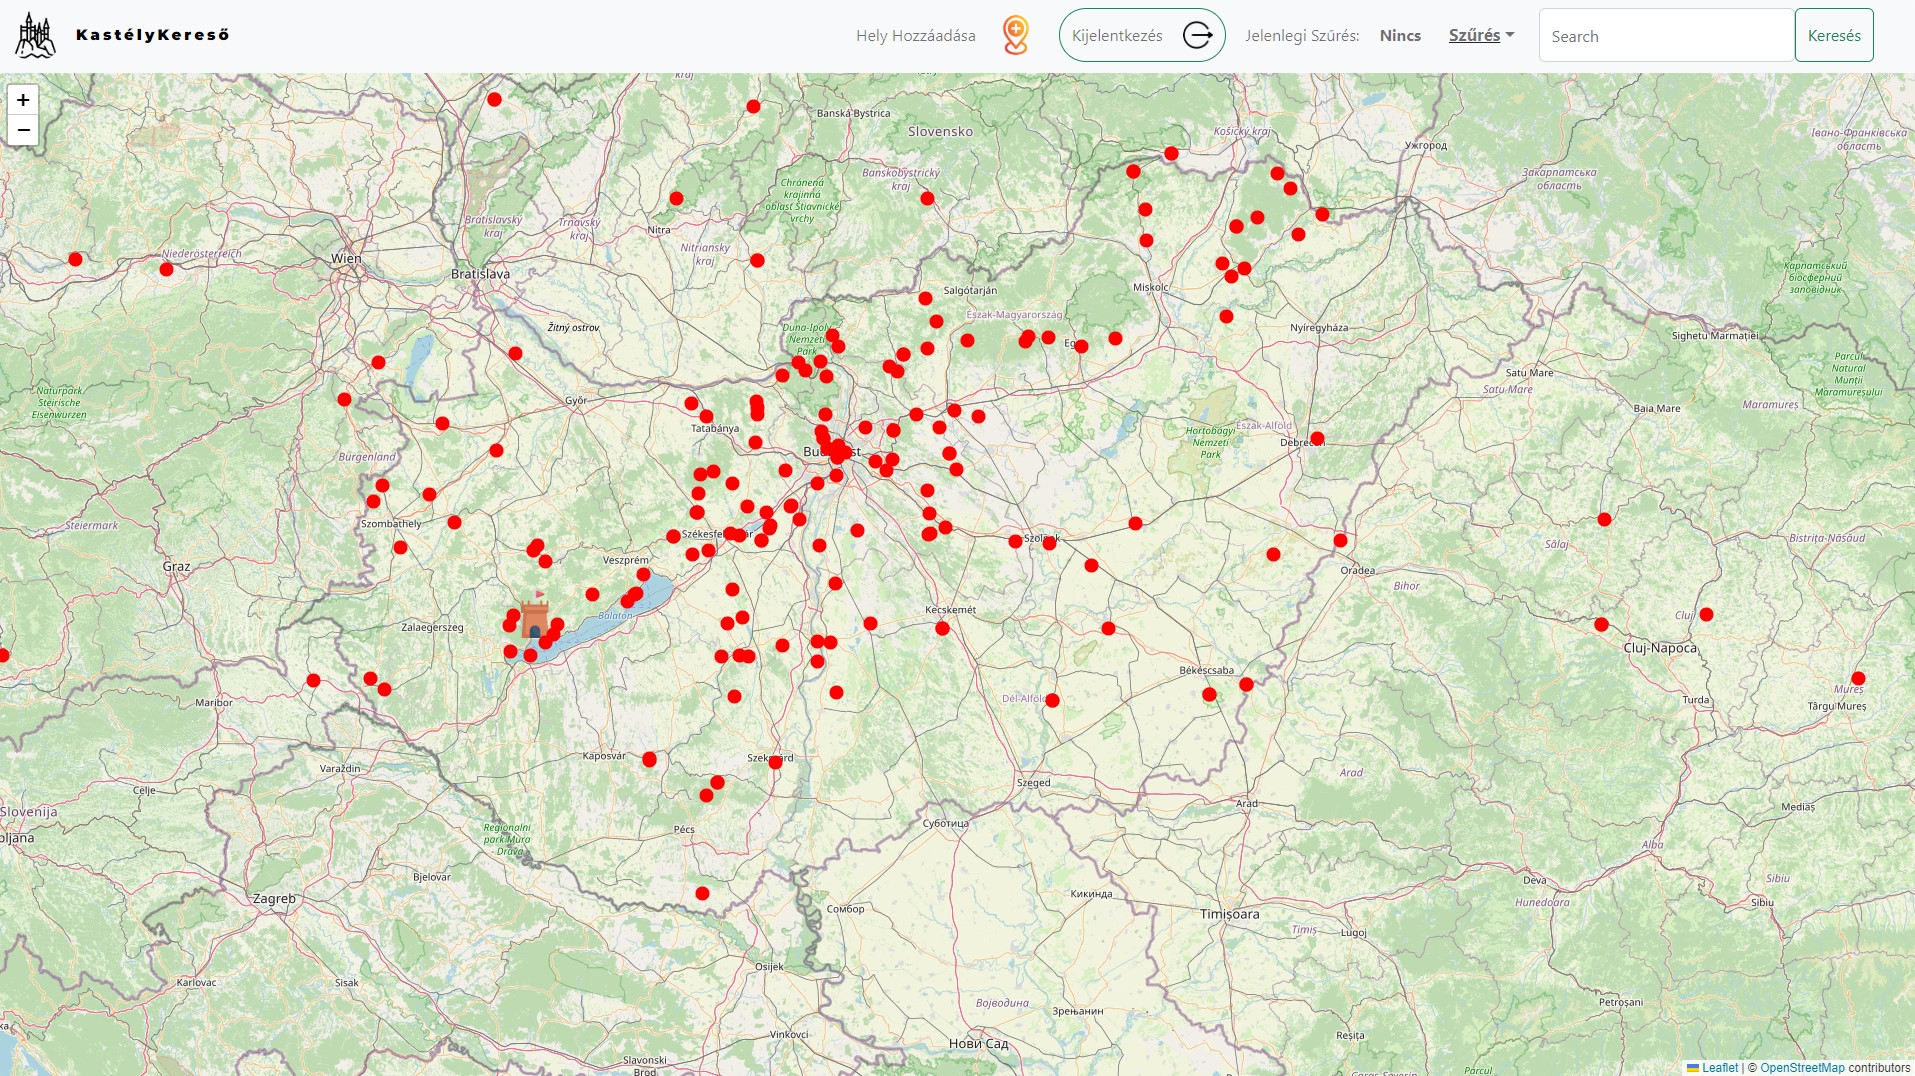 KastélyKereső
Hely Hozzáadása
Kijelentkezés
Jelenlegi Szűrés:
Nincs
Szűrés
Search
Keresés
+
−
Banská Bystrica
Slovensko
Košický kraj
Ужгород
Івано-Франківська
область
Chránená
krajinná
oblasť Štiavnické
vrchy
Banskobystrický
kraj
Закарпатська
область
Bratislavský
kraj
Trnavský
kraj
Nitra
Nitriansky
kraj
Niederösterreich
Wien
Bratislava
Карпатський
біосферний
заповідник
Salgótarján
Miskolc
Észak-Magyarország
Žitný ostrov
Duna-Ipoly
Nemzeti
Park
Nyíregyháza
Sighetu Marmației
Parcul
Natural
Munții
Maramureșului
Satu Mare
Satu Mare
Naturpark
Steirische
Eisenwurzen
Győr
Baia Mare
Maramureș
Tatabánya
Hortobágyi
Nemzeti
Park
Észak-Alföld
Debrecen
Burgenland
Budapest
Szombathely
Steiermark
Székesfehérvár
Szolnok
Sălaj
Bistrița-Năsăud
Veszprém
Graz
Oradea
Bihor
Balaton
Kecskemét
Cluj
Zalaegerszeg
Cluj-Napoca
Békéscsaba
Mureș
Târgu Mureș
Maribor
Dél-Alföld
Turda
Kaposvár
Szekszárd
Varaždin
Arad
Szeged
Celje
Arad
Mediaș
Slovenija
Суботица
Regionalni
park Mura
- Drava
Pécs
Alba
Bjelovar
Deva
Sibiu
Zagreb
Кикинда
Hunedoara
Sibiu
Сомбор
Timișoara
Timiș
Lugoj
Osijek
Karlovac
Sisak
Војводина
Зрењанин
Petroșani
Vinkovci
Reșița
Нови Сад
Slavonski
Brod
Caraș-Severin
Parcul
Leaflet | © OpenStreetMap contributors